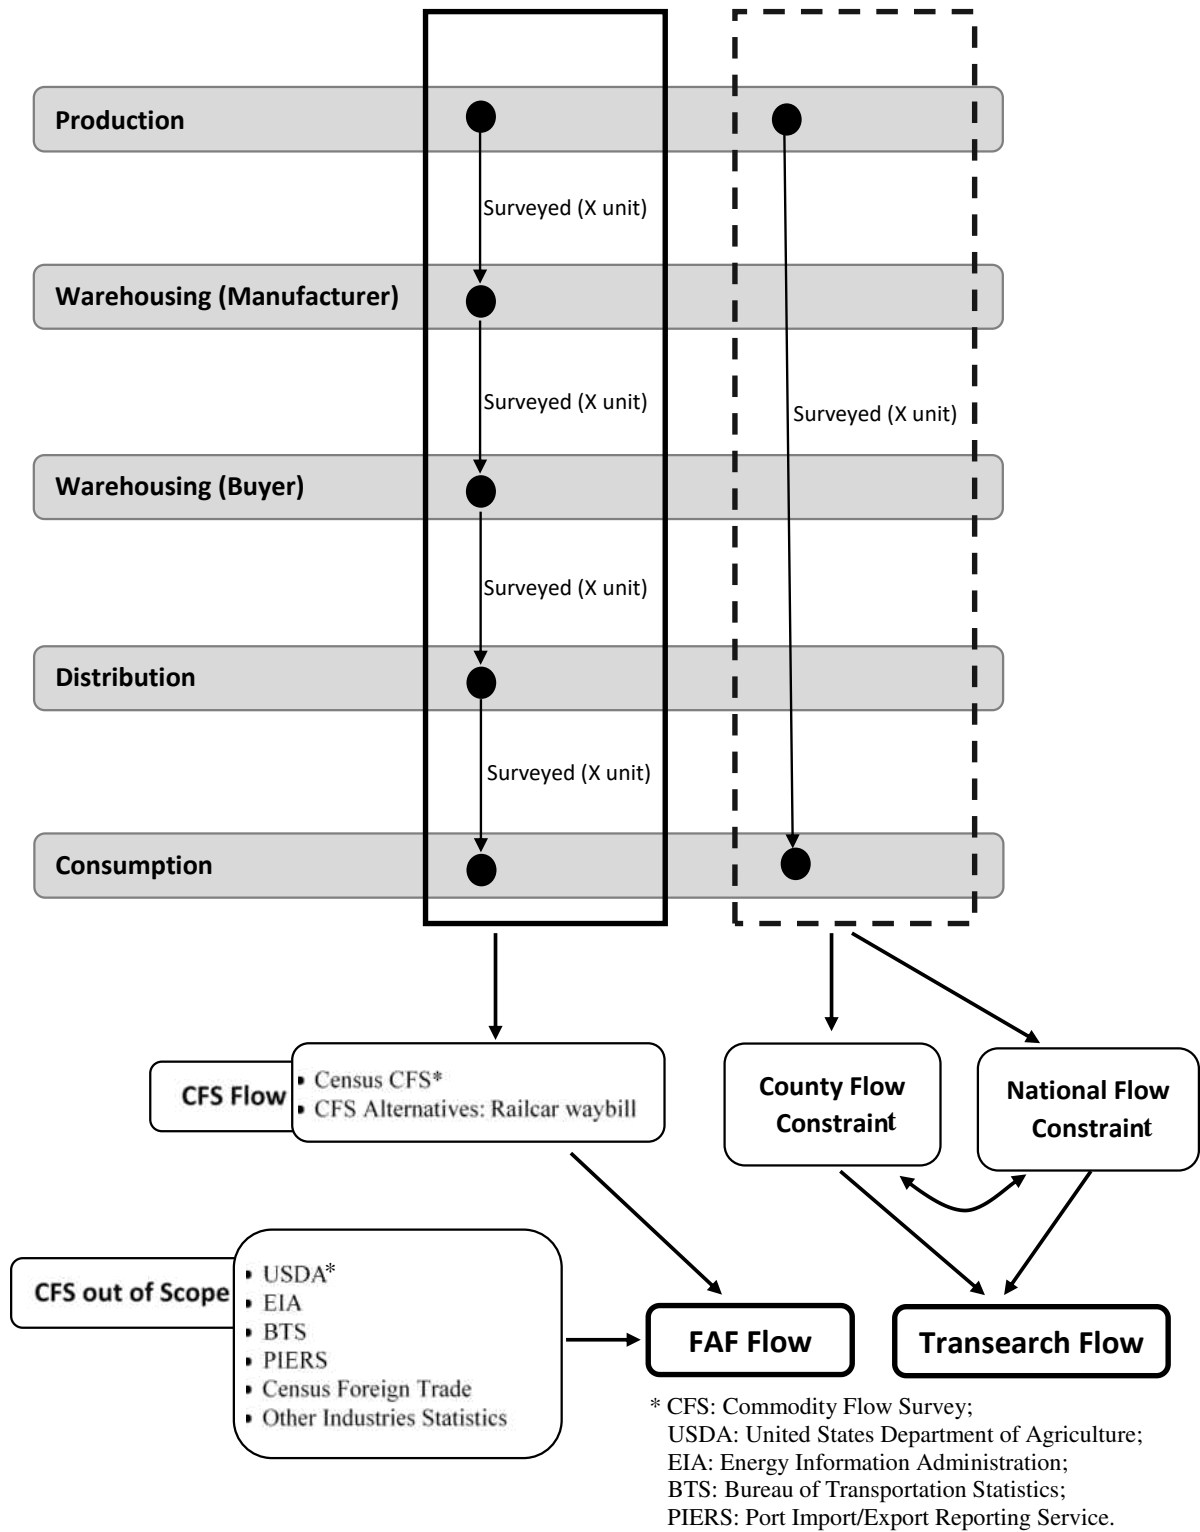 Production
Surveyed (X unit)
Warehousing (Manufacturer)
Surveyed (X unit)
Surveyed (X unit)
Warehousing (Buyer)
Surveyed (X unit)
Distribution
Surveyed (X unit)
Consumption
CFS Flow
▪ Census CFS*
▪ CFS Alternatives: Railcar waybill
County Flow
Constraint
National Flow
Constraint
CFS out of Scope
▪ USDA*
▪ EIA
▪ BTS
▪ PIERS
▪ Census Foreign Trade
▪ Other Industries Statistics
FAF Flow
Transearch Flow
* CFS: Commodity Flow Survey;
USDA: United States Department of Agriculture;
EIA: Energy Information Administration;
BTS: Bureau of Transportation Statistics;
PIERS: Port Import/Export Reporting Service.